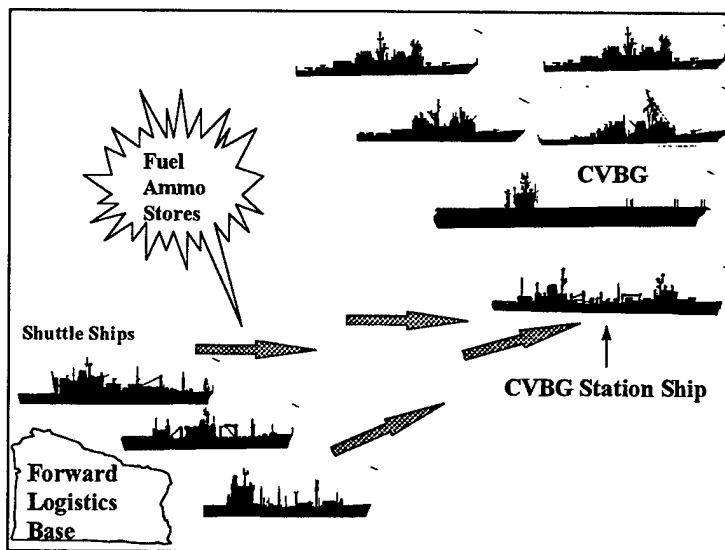 Fuel
Ammo
Stores
CVBG
Shuttle Ships
CVBG Station Ship
Forward
Logistics
Base